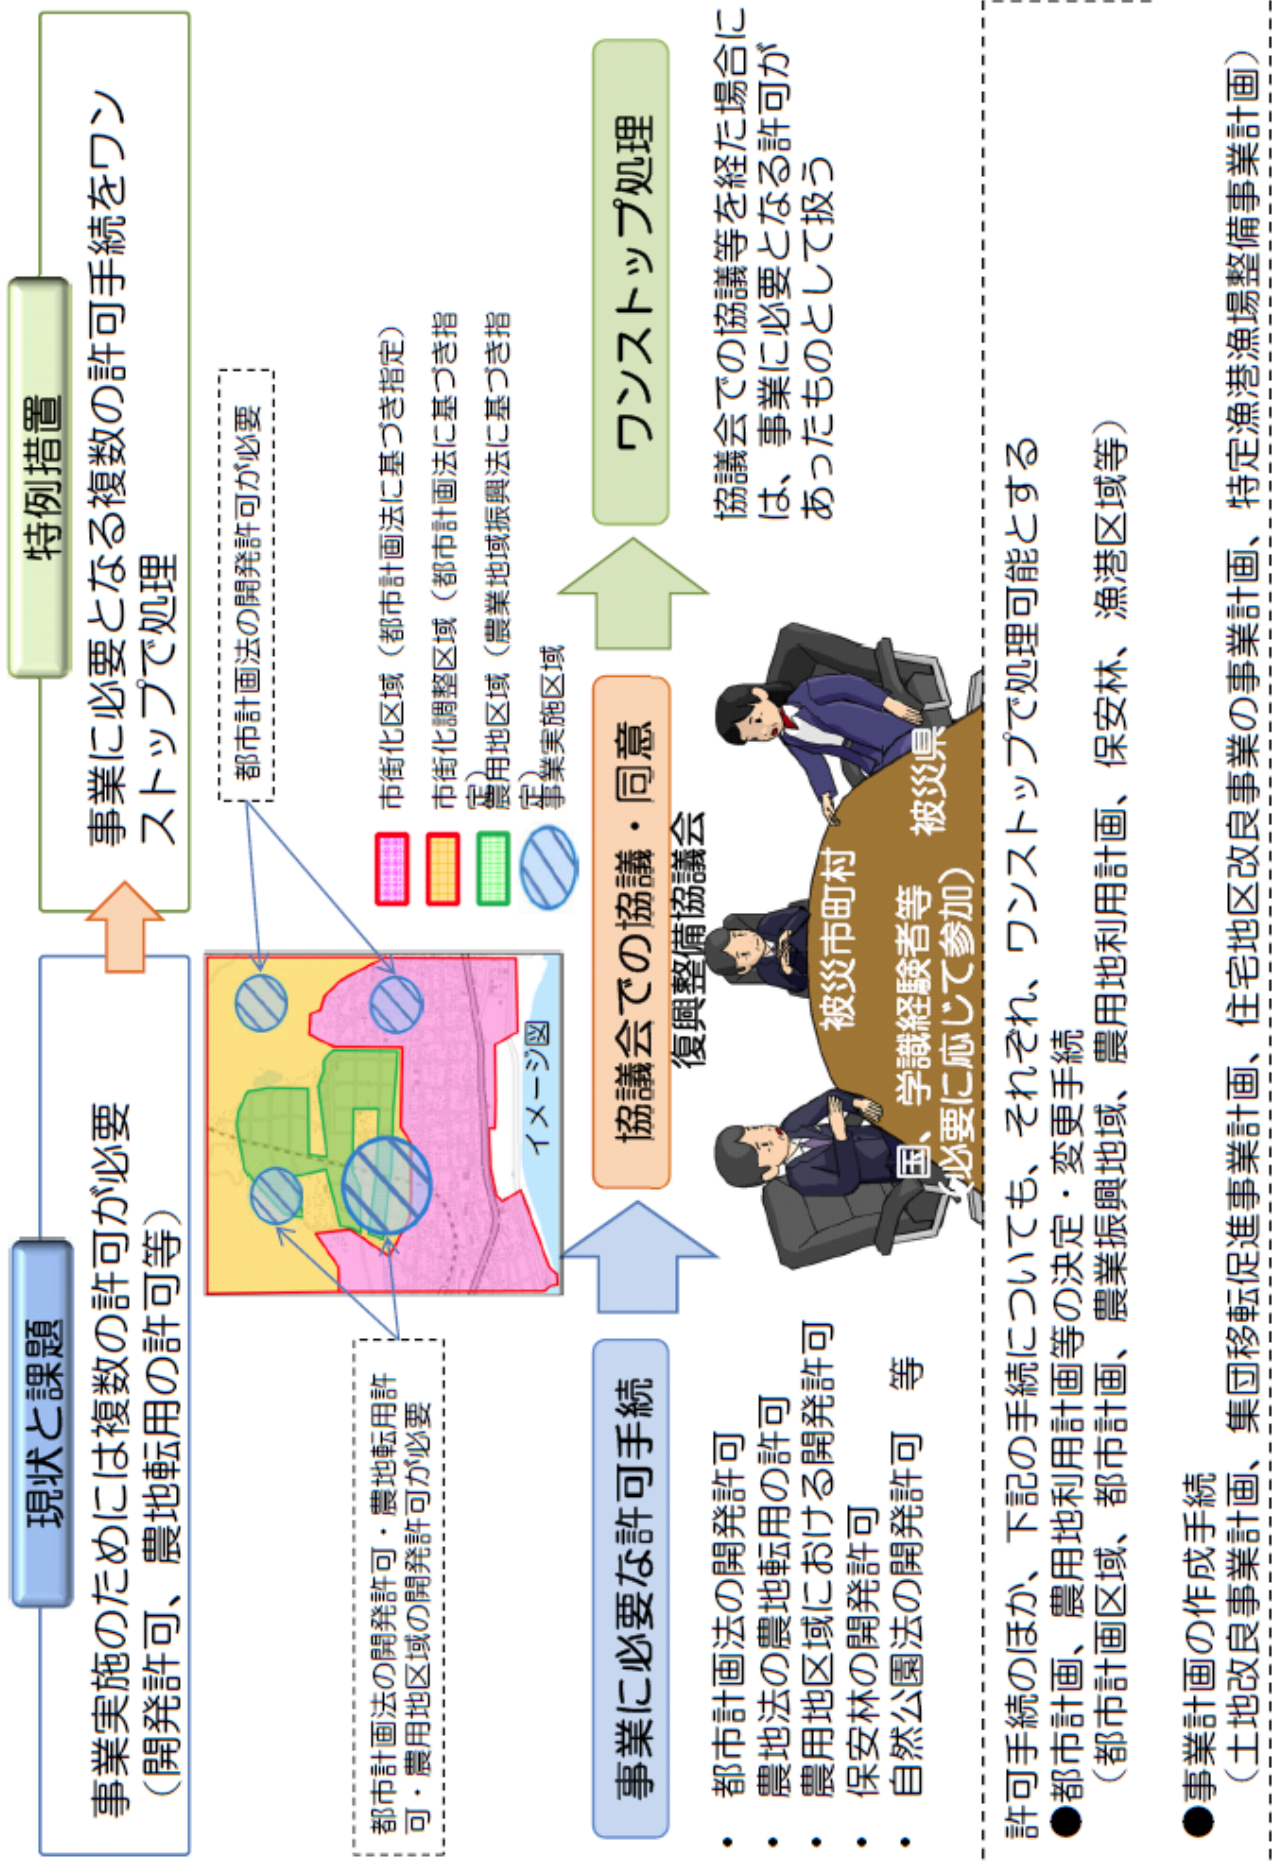 現状と課題
事業実施のためには複数の許可が必要
（開発許可、農地転用の許可等）
特例措置
事業に必要となる複数の許可手続をワン
ストップで処理
都市計画法の開発許可が必要
都市計画法の開発許可・農地転用許
可・農用地区域の開発許可が必要
イメージ図
市街化区域（都市計画法に基づき指定）
市街化調整区域（都市計画法に基づき指
定）
農用地区域（農業地域振興法に基づき指
定）
事業実施区域
事業に必要な許可手続
・ 都市計画法の開発許可
・ 農地法の農地転用の許可
・ 農用地区域における開発許可
・ 保安林の開発許可
・ 自然公園法の開発許可　等
協議会での協議・同意
復興整備協議会
被災市町村
被災県
国、学識経験者等
（必要に応じて参加）
ワンストップ処理
協議会での協議等を経た場合に
は、事業に必要となる許可が
あったものとして扱う
許可手続のほか、下記の手続についても、それぞれ、ワンストップで処理可能とする
●都市計画、農用地利用計画等の決定・変更手続
（都市計画区域、都市計画、農業振興地域、農用地利用計画、保安林、漁港区域等）
●事業計画の作成手続
（土地改良事業計画、集団移転促進事業計画、住宅地区改良事業の事業計画、特定漁港漁場整備事業計画）